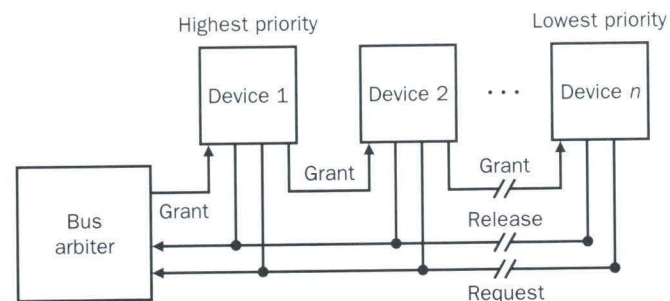 Highest priority
Lowest priority
Device 1
Device 2
...
Device n
Grant
Grant
Grant
Bus
arbiter
Release
Request